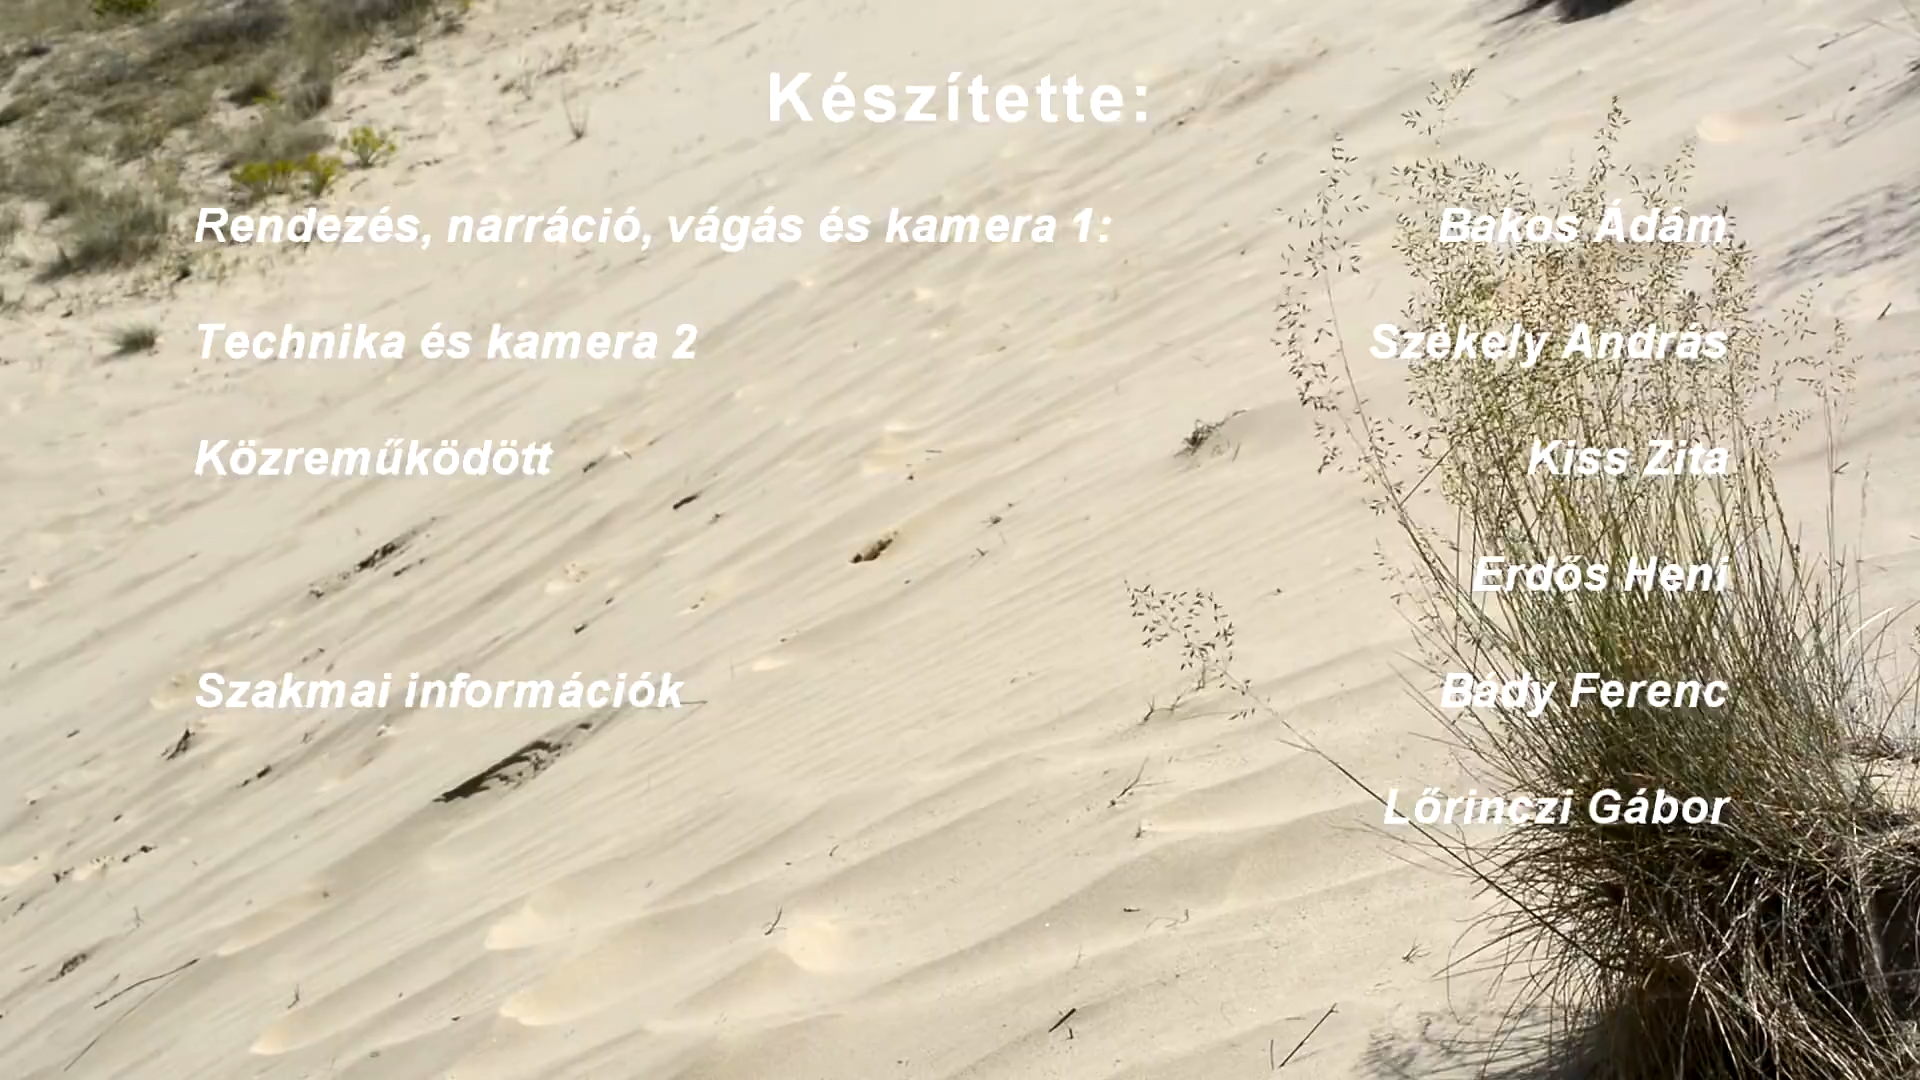 Készítette:
Rendezés, narráció, vágás és kamera 1: Bakos Ádám
Technika és kamera 2 Székely András
Közreműködött Kiss Zita
Erdős Heni
Szakmai információk Bády Ferenc
Lőrinczi Gábor